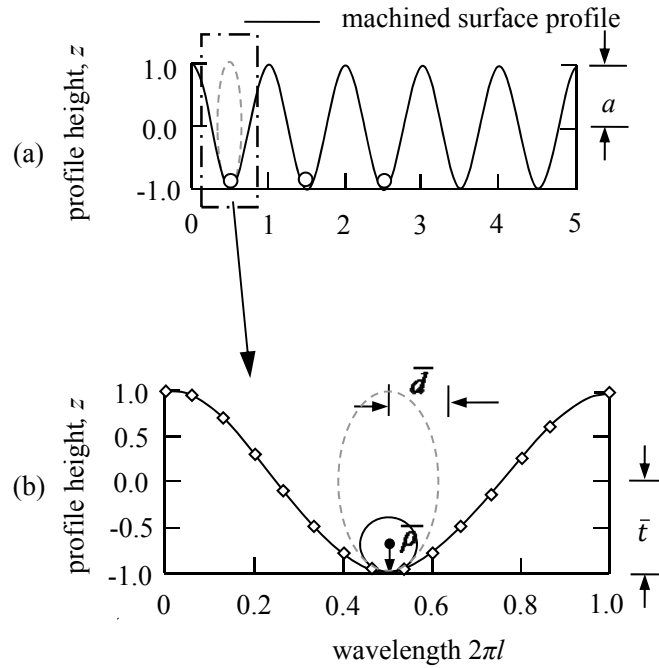 machined surface profile
(a)
profile height, z
1.0
0.0
-1.0
a
0 1 2 3 4 5
(b)
profile height, z
1.0
0.5
0.0
-0.5
-1.0
d̅
ρ̅
t̅
0 0.2 0.4 0.6 0.8 1.0
wavelength 2πl